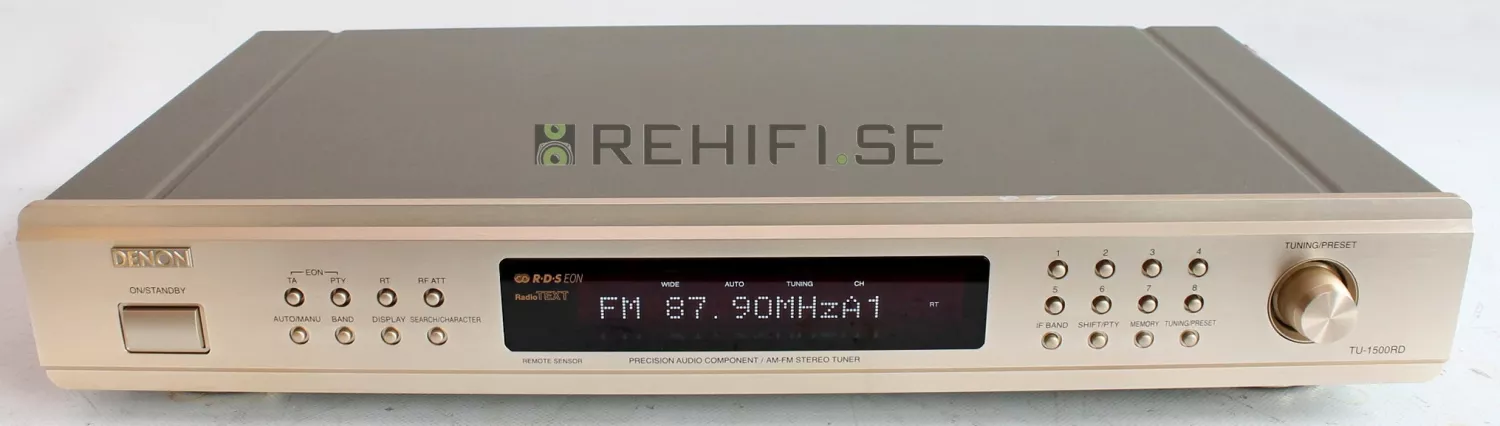 REHIFI.SE
DENON
ON/STANDBY
EON
TA PTY RT RF ATT
AUTO/MANU BAND DISPLAY SEARCH/CHARACTER
R·D·S EON
RadioTEXT
WIDE AUTO TUNING CH
FM 87.90MHzA1
RT
REMOTE SENSOR
PRECISION AUDIO COMPONENT / AM-FM STEREO TUNER
1 2 3 4
5 6 7 8
IF BAND SHIFT/PTY MEMORY TUNING/PRESET
TUNING/PRESET
TU-1500RD